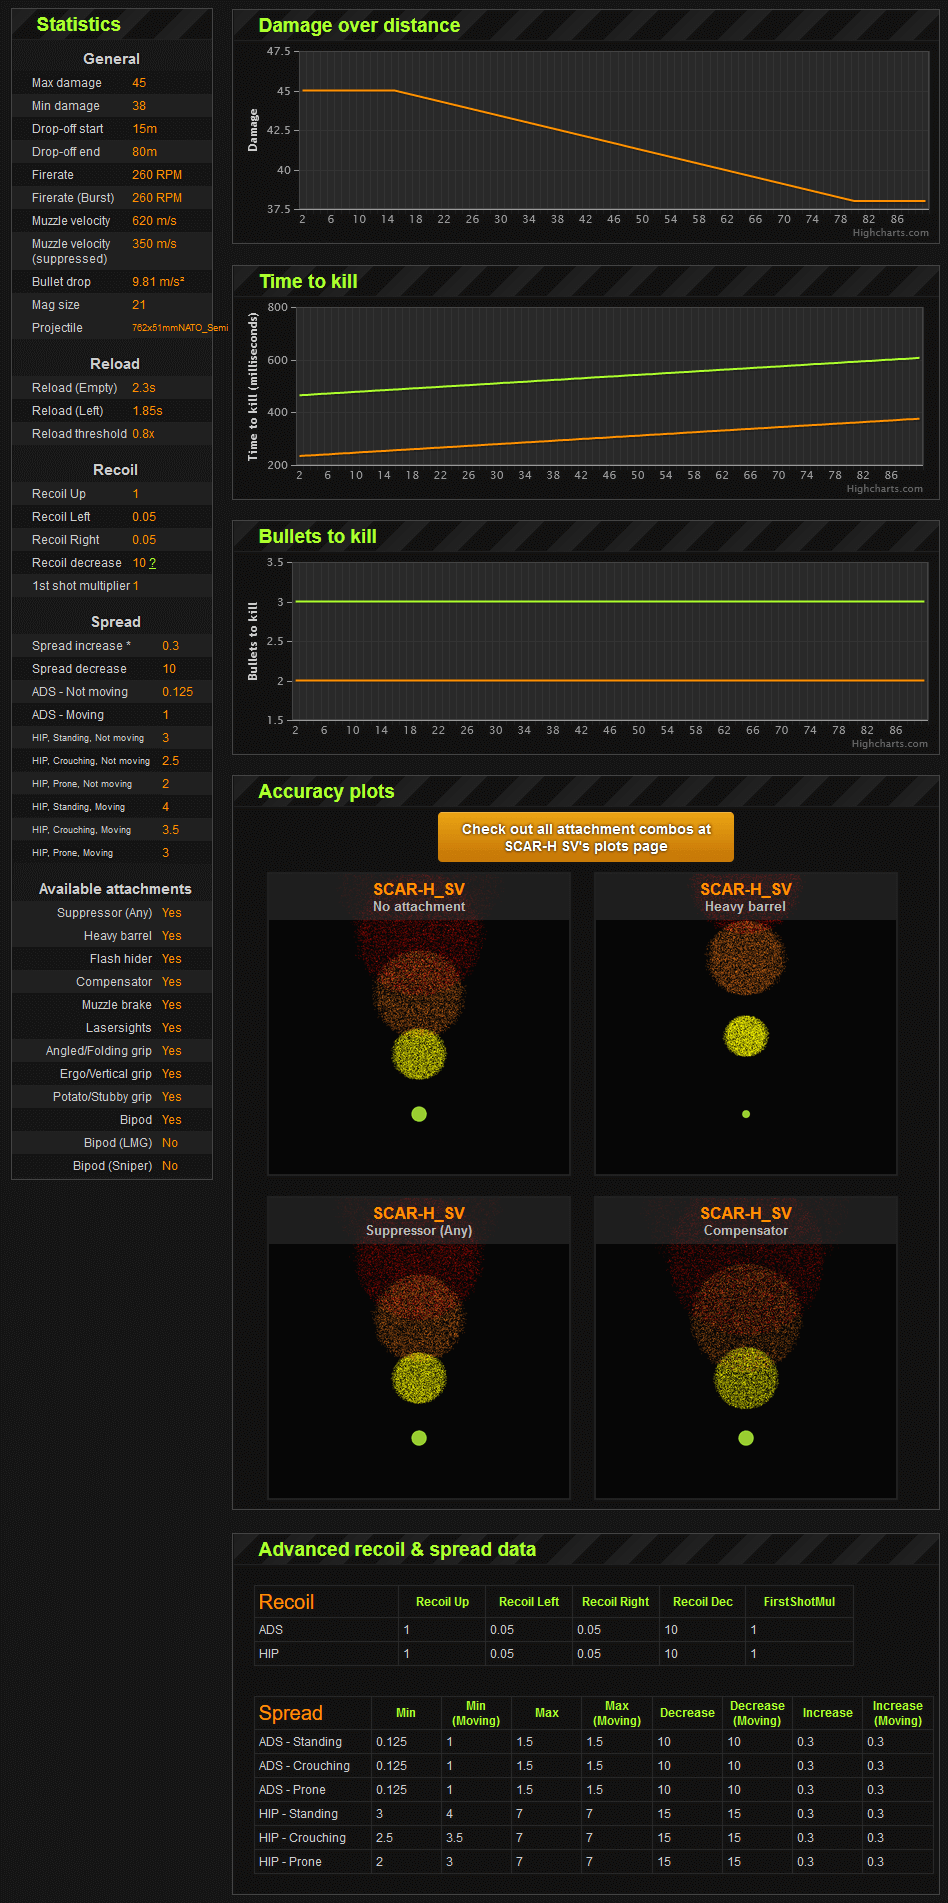 Statistics
General
Max damage 45
Min damage 38
Drop-off start 15m
Drop-off end 80m
Firerate 260 RPM
Firerate (Burst) 260 RPM
Muzzle velocity 620 m/s
Muzzle velocity 350 m/s
(suppressed)
Bullet drop 9.81 m/s²
Mag size 21
Projectile 762x51mmNATO_Semi
Reload
Reload (Empty) 2.3s
Reload (Left) 1.85s
Reload threshold 0.8x
Recoil
Recoil Up 1
Recoil Left 0.05
Recoil Right 0.05
Recoil decrease 10 ?
1st shot multiplier 1
Spread
Spread increase * 0.3
Spread decrease 10
ADS - Not moving 0.125
ADS - Moving 1
HIP, Standing, Not moving 3
HIP, Crouching, Not moving 2.5
HIP, Prone, Not moving 2
HIP, Standing, Moving 4
HIP, Crouching, Moving 3.5
HIP, Prone, Moving 3
Available attachments
Suppressor (Any) Yes
Heavy barrel Yes
Flash hider Yes
Compensator Yes
Muzzle brake Yes
Lasersights Yes
Angled/Folding grip Yes
Ergo/Vertical grip Yes
Potato/Stubby grip Yes
Bipod Yes
Bipod (LMG) No
Bipod (Sniper) No
Damage over distance
47.5
45
42.5
40
37.5
Damage
2 6 10 14 18 22 26 30 34 38 42 46 50 54 58 62 66 70 74 78 82 86
Highcharts.com
Time to kill
800
600
400
200
Time to kill (milliseconds)
2 6 10 14 18 22 26 30 34 38 42 46 50 54 58 62 66 70 74 78 82 86
Highcharts.com
Bullets to kill
3.5
3
2.5
2
1.5
Bullets to kill
2 6 10 14 18 22 26 30 34 38 42 46 50 54 58 62 66 70 74 78 82 86
Highcharts.com
Accuracy plots
Check out all attachment combos at
SCAR-H SV's plots page
SCAR-H_SV
No attachment
SCAR-H_SV
Heavy barrel
SCAR-H_SV
Suppressor (Any)
SCAR-H_SV
Compensator
Advanced recoil & spread data
Recoil Recoil Up Recoil Left Recoil Right Recoil Dec FirstShotMul
ADS 1 0.05 0.05 10 1
HIP 1 0.05 0.05 10 1
Spread Min Min (Moving) Max Max (Moving) Decrease Decrease (Moving) Increase Increase (Moving)
ADS - Standing 0.125 1 1.5 1.5 10 10 0.3 0.3
ADS - Crouching 0.125 1 1.5 1.5 10 10 0.3 0.3
ADS - Prone 0.125 1 1.5 1.5 10 10 0.3 0.3
HIP - Standing 3 4 7 7 15 15 0.3 0.3
HIP - Crouching 2.5 3.5 7 7 15 15 0.3 0.3
HIP - Prone 2 3 7 7 15 15 0.3 0.3